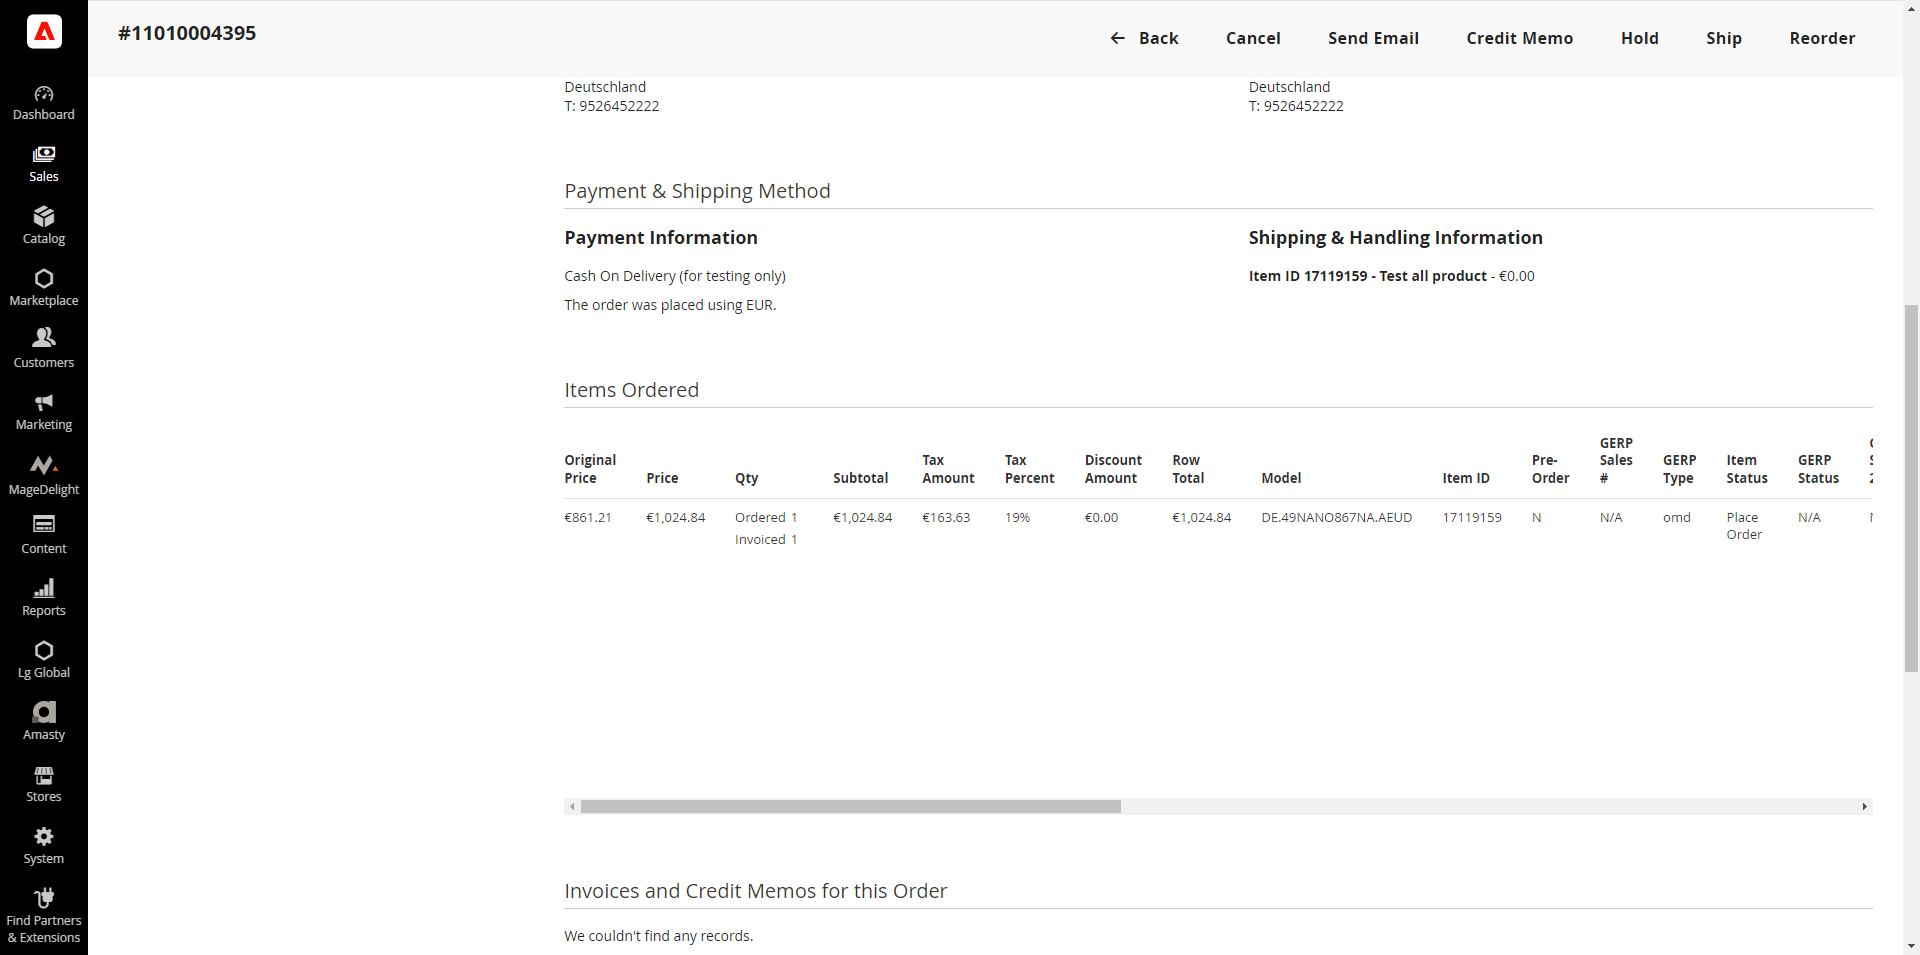 #11010004395
Back
Cancel
Send Email
Credit Memo
Hold
Ship
Reorder
Dashboard
Sales
Catalog
Marketplace
Customers
Marketing
MageDelight
Content
Reports
Lg Global
Amasty
Stores
System
Find Partners
& Extensions
Deutschland
T: 9526452222
Deutschland
T: 9526452222
Payment & Shipping Method
Payment Information
Cash On Delivery (for testing only)
The order was placed using EUR.
Shipping & Handling Information
Item ID 17119159 - Test all product - €0.00
Items Ordered
Original
Price
Price
Qty
Subtotal
Tax
Amount
Tax
Percent
Discount
Amount
Row
Total
Model
Item ID
Pre-
Order
GERP
Sales
#
GERP
Type
Item
Status
GERP
Status
€861.21
€1,024.84
Ordered 1
Invoiced 1
€1,024.84
€163.63
19%
€0.00
€1,024.84
DE.49NANO867NA.AEUD
17119159
N
N/A
omd
Place
Order
N/A
Invoices and Credit Memos for this Order
We couldn't find any records.